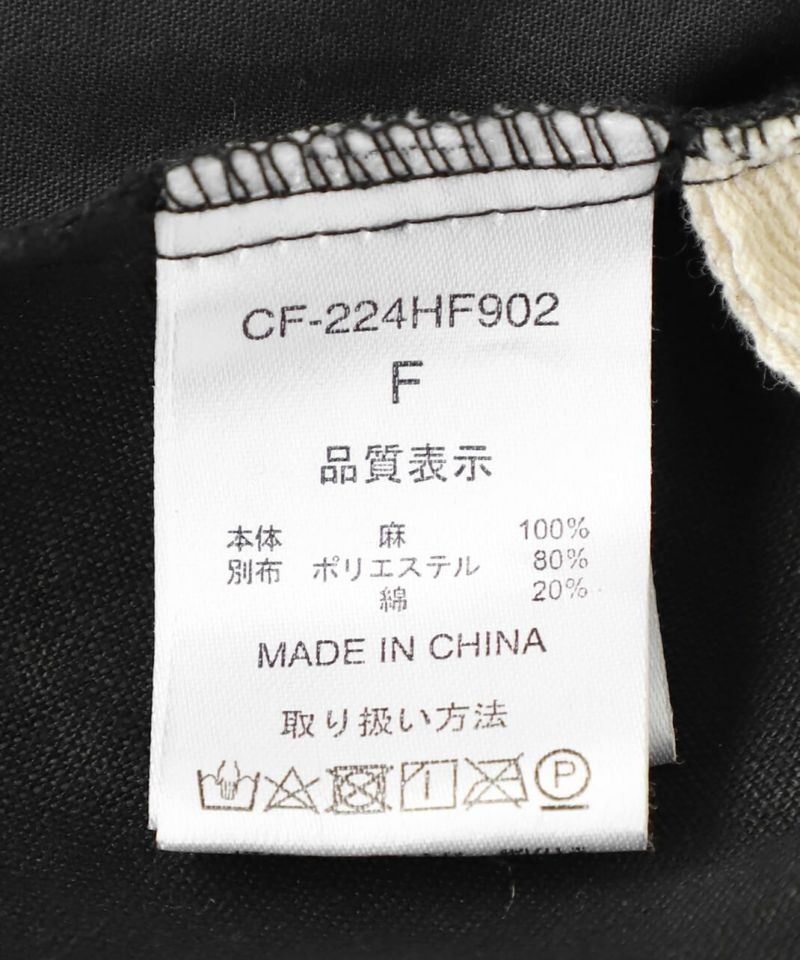 CF-224HF902
F
品質表示
本体 麻 100%
別布 ポリエステル 80%
綿 20%
MADE IN CHINA
取り扱い方法
P